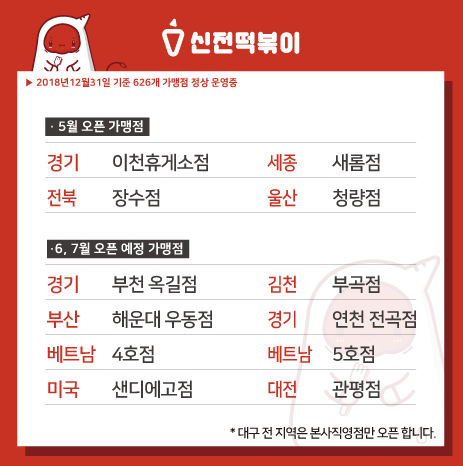 신전떡볶이
▶ 2018년12월31일 기준 626개 가맹점 정상 운영중
· 5월 오픈 가맹점
경기 이천휴게소점 세종 새롬점
전북 장수점 울산 청량점
·6, 7월 오픈 예정 가맹점
경기 부천 옥길점 김천 부곡점
부산 해운대 우동점 경기 연천 전곡점
베트남 4호점 베트남 5호점
미국 샌디에고점 대전 관평점
* 대구 전 지역은 본사직영점만 오픈 합니다.